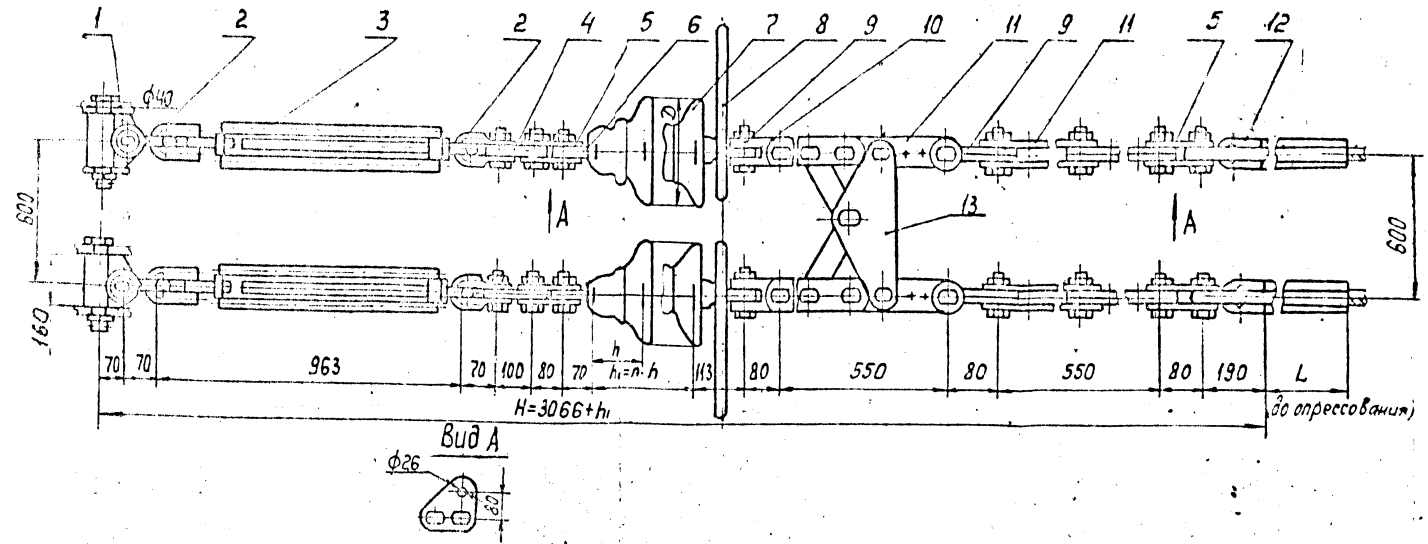 1 2 3 2 4 5 6 7 8 9 10 11 9 11 5 12
ϕ40
D
600
A
13
A
600
160
h
70 70 963 70 100 80 70 h₁=n·h 113 80 550 80 550 80 190 L
H=3066+h₁
до опрессования)
Вид А
ϕ26
80